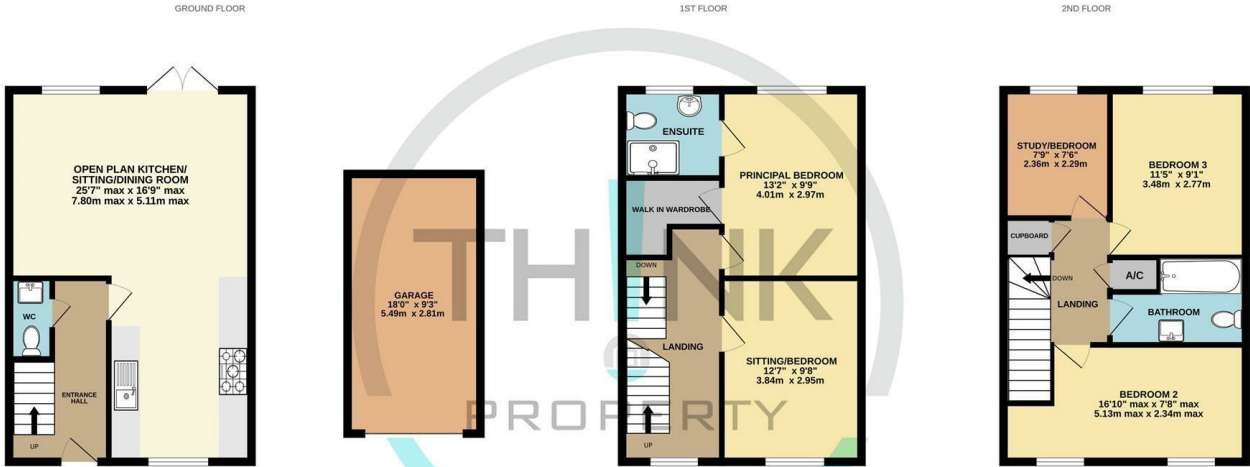 GROUND FLOOR
OPEN PLAN KITCHEN/
SITTING/DINING ROOM
25'7" max x 16'9" max
7.80m max x 5.11m max
WC
ENTRANCE
HALL
UP
GARAGE
18'0" x 9'3"
5.49m x 2.81m
1ST FLOOR
ENSUITE
PRINCIPAL BEDROOM
13'2" x 9'9"
4.01m x 2.97m
WALK IN WARDROBE
DOWN
LANDING
SITTING/BEDROOM
12'7" x 9'8"
3.84m x 2.95m
UP
2ND FLOOR
STUDY/BEDROOM
7'9" x 7'6"
2.36m x 2.29m
BEDROOM 3
11'5" x 9'1"
3.48m x 2.77m
CUPBOARD
DOWN
A/C
LANDING
BATHROOM
BEDROOM 2
16'10" max x 7'8" max
5.13m max x 2.34m max
TH!NK
PROPERTY